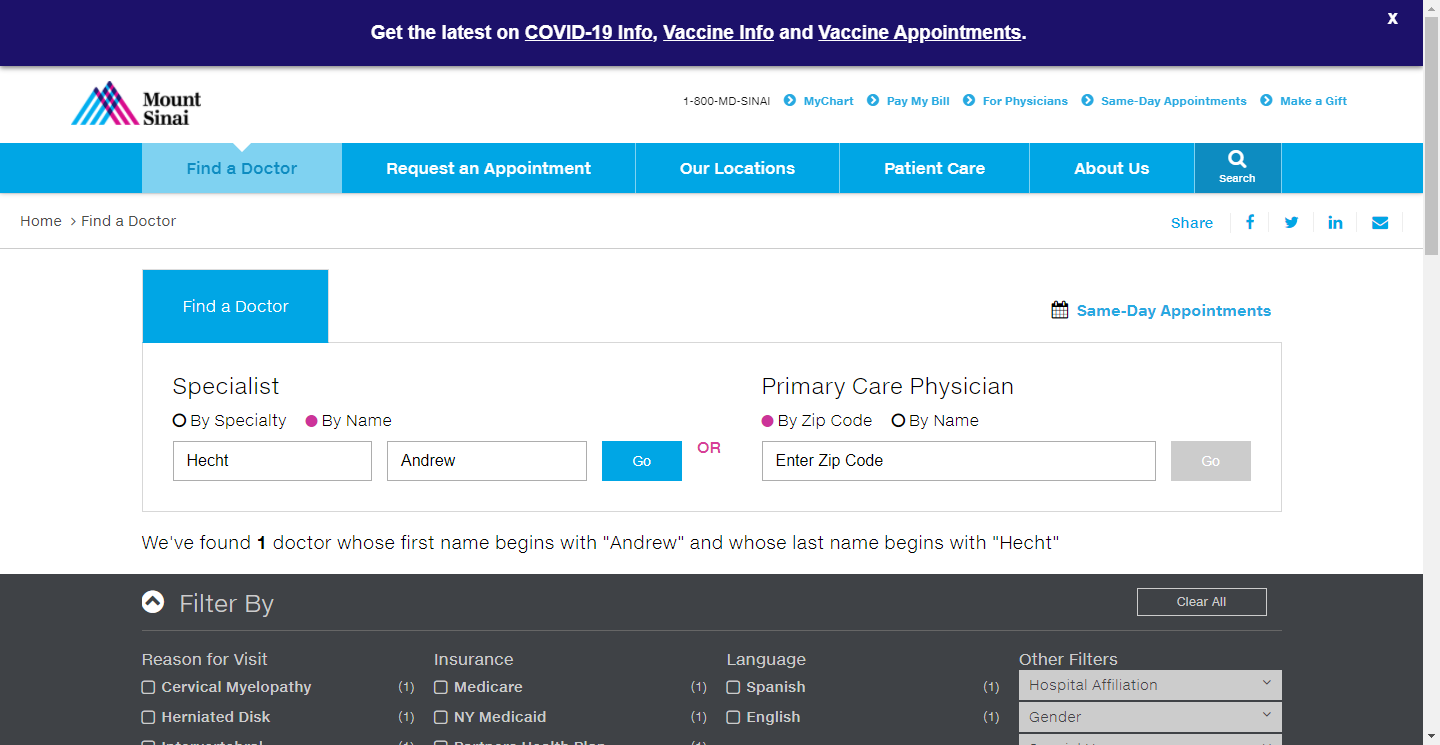 Get the latest on COVID-19 Info, Vaccine Info and Vaccine Appointments.
X
Mount
Sinai
1-800-MD-SINAI MyChart Pay My Bill For Physicians Same-Day Appointments Make a Gift
Find a Doctor Request an Appointment Our Locations Patient Care About Us Search
Home > Find a Doctor
Share
Find a Doctor
Same-Day Appointments
Specialist
By Specialty By Name
Hecht Andrew Go
OR
Primary Care Physician
By Zip Code By Name
Enter Zip Code Go
We've found 1 doctor whose first name begins with "Andrew" and whose last name begins with "Hecht"
Filter By
Clear All
Reason for Visit
Cervical Myelopathy (1)
Herniated Disk (1)
Intervertebral (1)
Insurance
Medicare (1)
NY Medicaid (1)
Partners Health Plan (1)
Language
Spanish (1)
English (1)
Other Filters
Hospital Affiliation
Gender